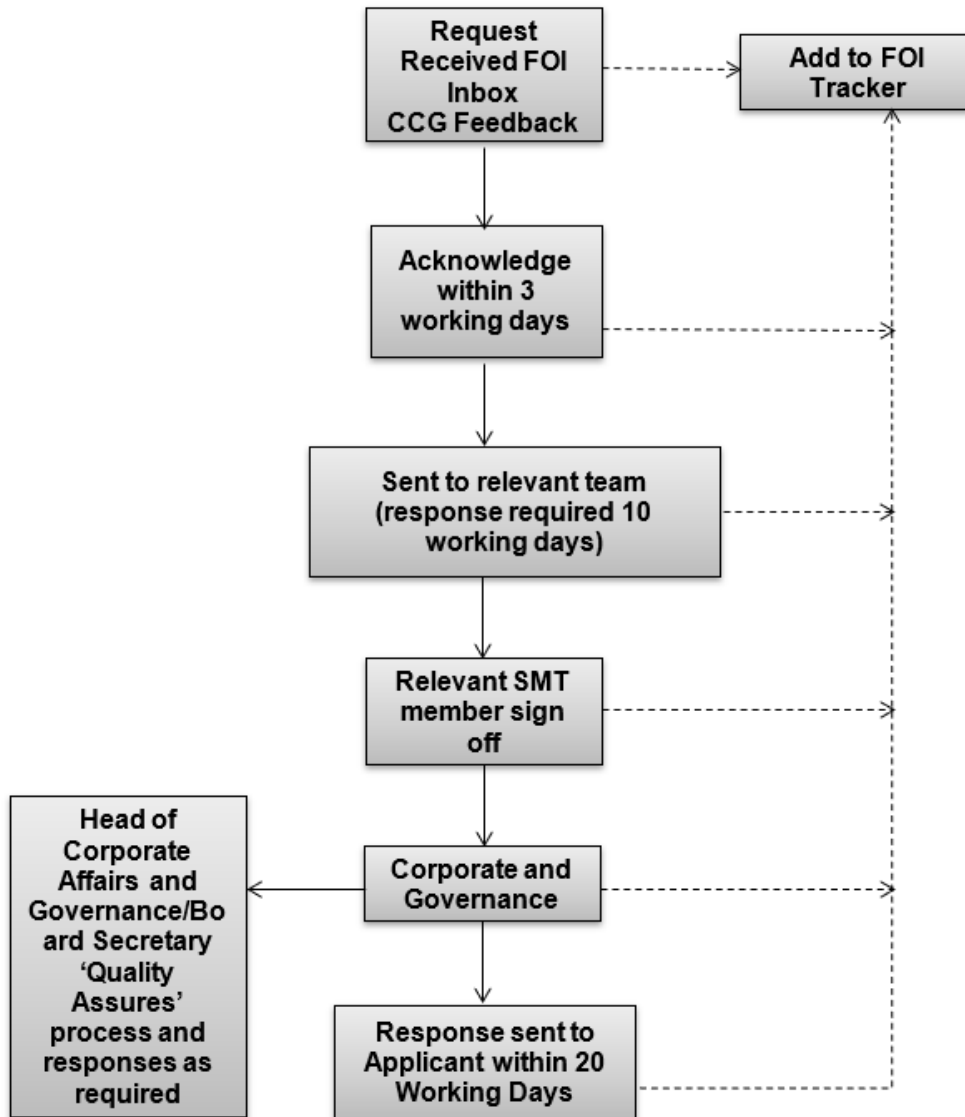 Request
Received FOI
Inbox
CCG Feedback
Add to FOI
Tracker
Acknowledge
within 3
working days
Sent to relevant team
(response required 10
working days)
Relevant SMT
member sign
off
Corporate and
Governance
Head of
Corporate
Affairs and
Governance/Bo
ard Secretary
‘Quality
Assures’
process and
responses as
required
Response sent to
Applicant within 20
Working Days